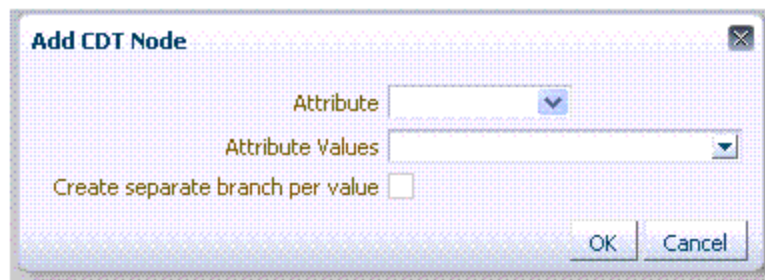 Add CDT Node
Attribute
Attribute Values
Create separate branch per value
OK Cancel